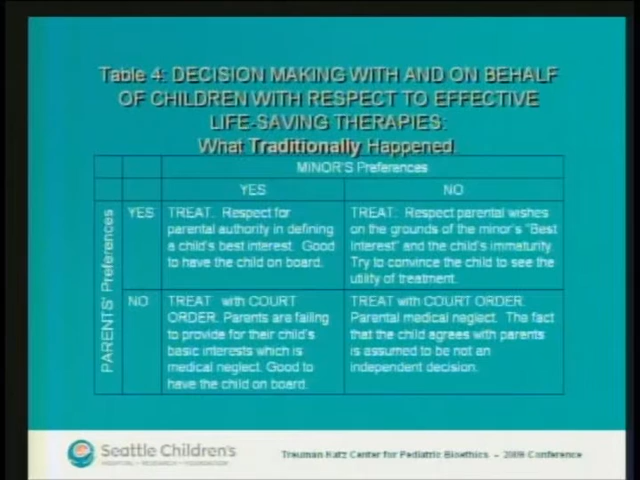 Table 4: DECISION MAKING WITH AND ON BEHALF
OF CHILDREN WITH RESPECT TO EFFECTIVE
LIFE-SAVING THERAPIES:
What Traditionally Happened
MINOR'S Preferences
YES
NO
PARENTS' Preferences
YES
TREAT. Respect for
parental authority in defining
a child's best interest. Good
to have the child on board.
TREAT: Respect parental wishes
on the grounds of the minor's "Best
Interest" and the child's immaturity.
Try to convince the child to see the
utility of treatment.
NO
TREAT with COURT
ORDER. Parents are failing
to provide for their child's
basic interests which is
medical neglect. Good to
have the child on board.
TREAT with COURT ORDER.
Parental medical neglect. The fact
that the child agrees with parents
is assumed to be not an
independent decision.
Seattle Children's
HOSPITAL • RESEARCH • FOUNDATION
Treuman Katz Center for Pediatric Bioethics – Conference